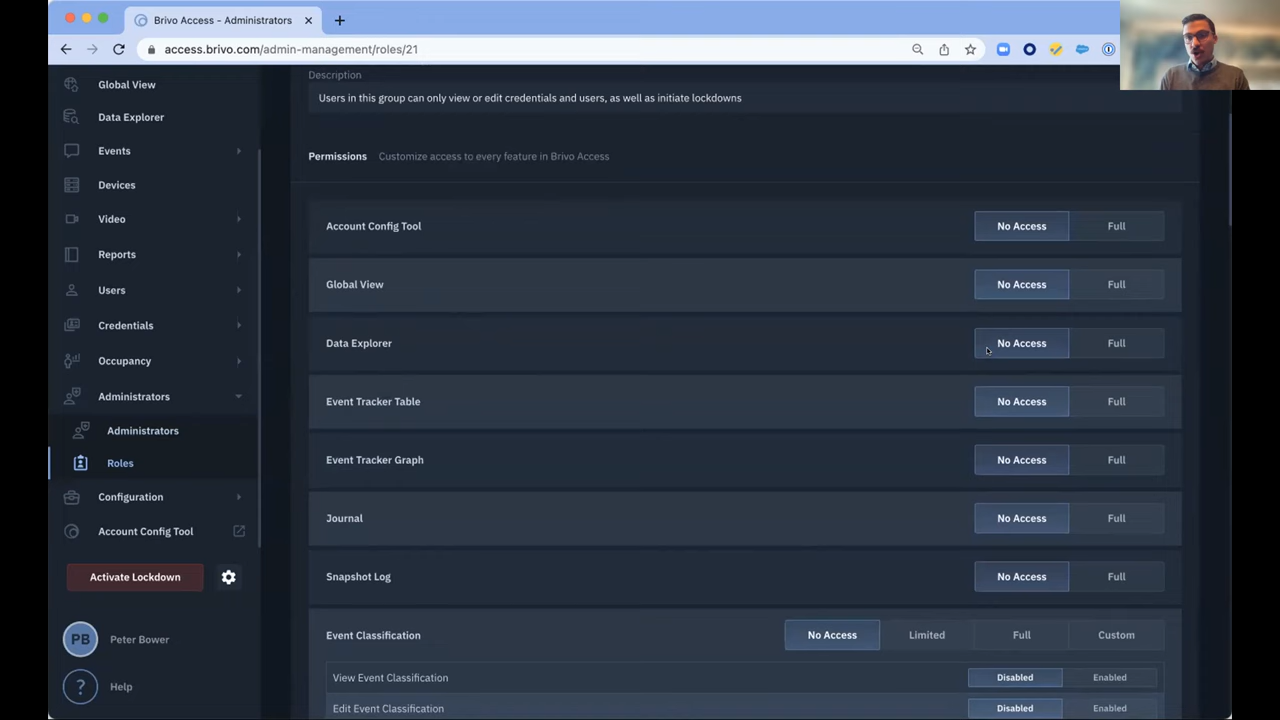 Brivo Access - Administrators
access.brivo.com/admin-management/roles/21
Global View
Data Explorer
Events
Devices
Video
Reports
Users
Credentials
Occupancy
Administrators
Administrators
Roles
Configuration
Account Config Tool
Activate Lockdown
PB Peter Bower
? Help
Description
Users in this group can only view or edit credentials and users, as well as initiate lockdowns
Permissions Customize access to every feature in Brivo Access
Account Config Tool No Access Full
Global View No Access Full
Data Explorer No Access Full
Event Tracker Table No Access Full
Event Tracker Graph No Access Full
Journal No Access Full
Snapshot Log No Access Full
Event Classification No Access Limited Full Custom
View Event Classification Disabled Enabled
Edit Event Classification Disabled Enabled